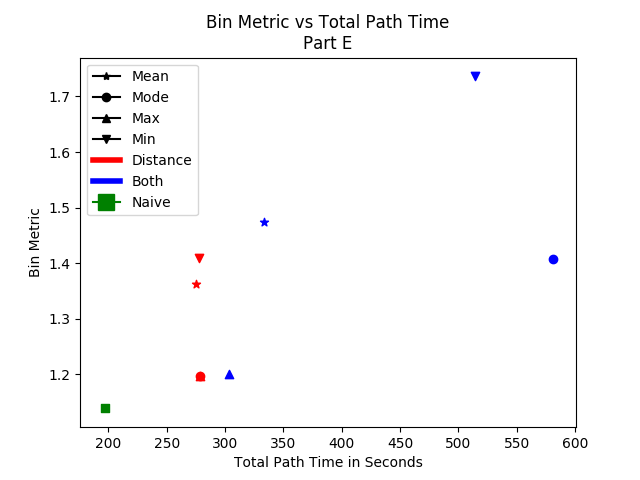 Bin Metric vs Total Path Time
Part E
Mean
Mode
Max
Min
Distance
Both
Naive
Bin Metric
1.7
1.6
1.5
1.4
1.3
1.2
200 250 300 350 400 450 500 550 600
Total Path Time in Seconds